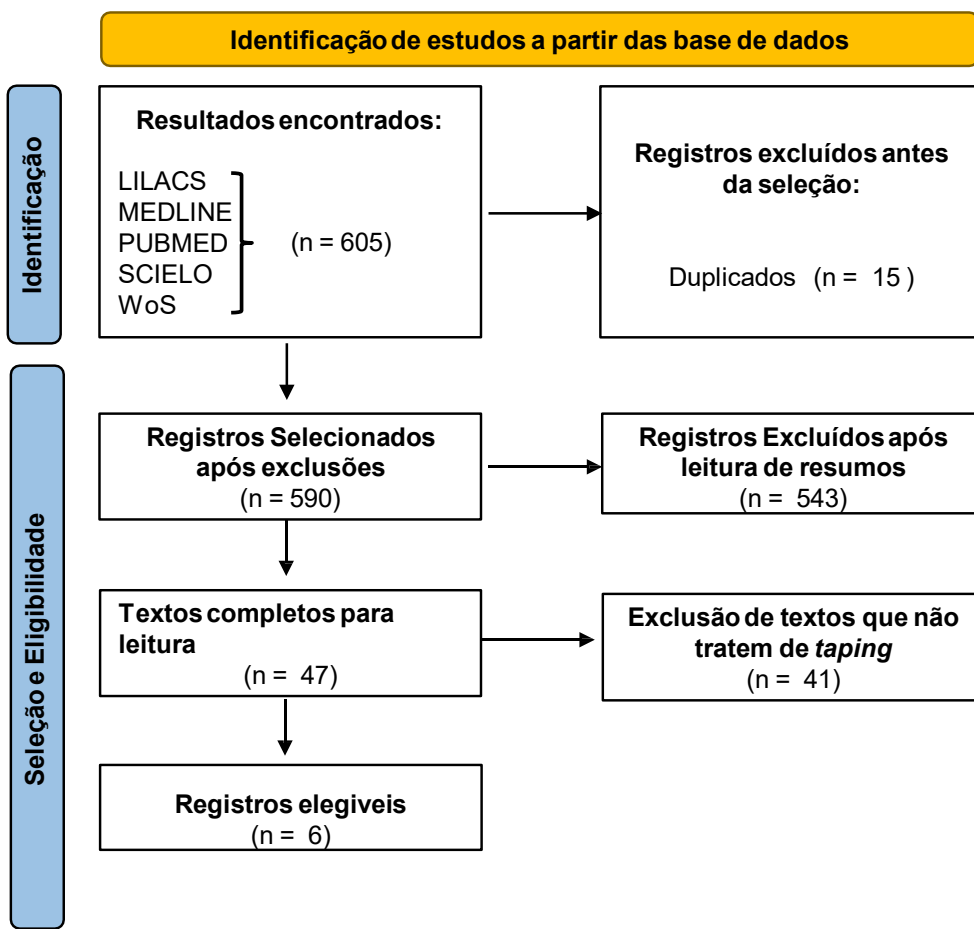 Identificação de estudos a partir das base de dados
Identificação
Resultados encontrados:
LILACS
MEDLINE
PUBMED
SCIELO
WoS
(n = 605)
Registros excluídos antes
da seleção:
Duplicados (n = 15 )
Seleção e Eligibilidade
Registros Selecionados
após exclusões
(n = 590)
Registros Excluídos após
leitura de resumos
(n = 543)
Textos completos para
leitura
(n = 47)
Exclusão de textos que não
tratem de taping
(n = 41)
Registros elegiveis
(n = 6)